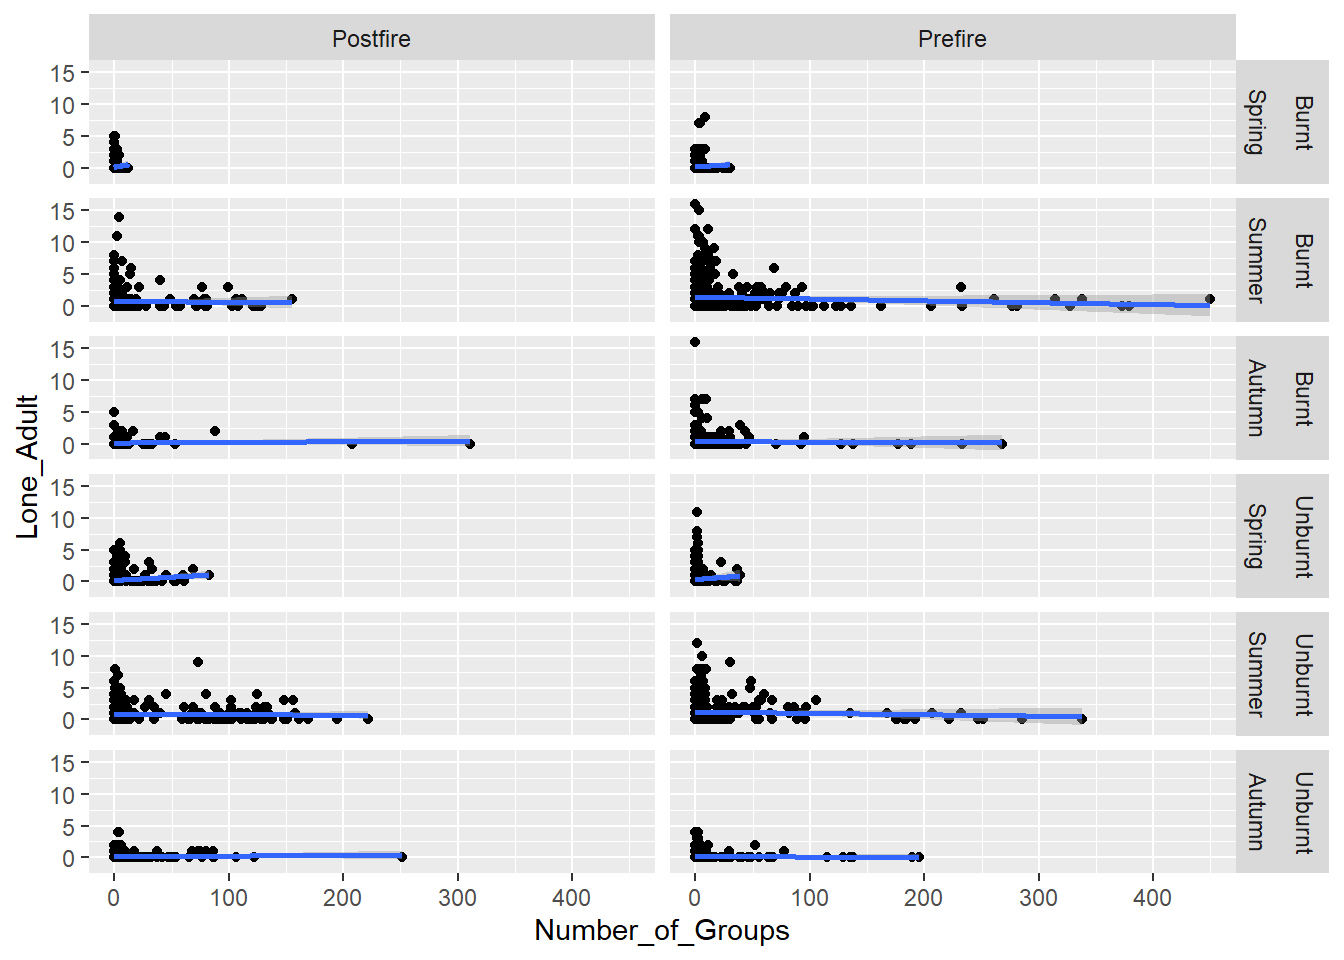 Postfire Prefire
15
10
5
0
Spring Burnt
15
10
5
0
Summer Burnt
15
10
5
0
Autumn Burnt
15
10
5
0
Spring Unburnt
15
10
5
0
Summer Unburnt
15
10
5
0
Autumn Unburnt
Lone_Adult
0 100 200 300 400 0 100 200 300 400
Number_of_Groups